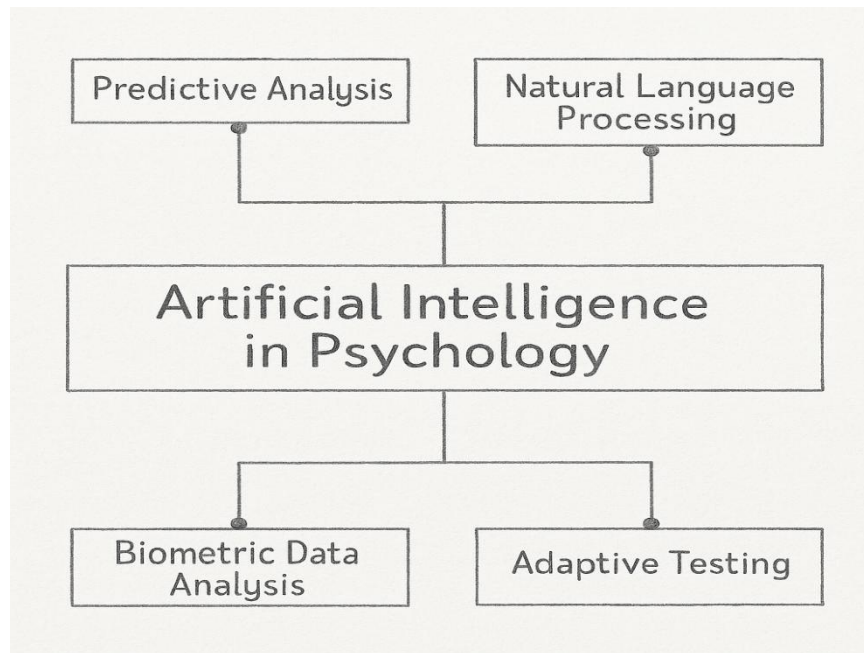 Predictive Analysis
Natural Language
Processing
Artificial Intelligence
in Psychology
Biometric Data
Analysis
Adaptive Testing